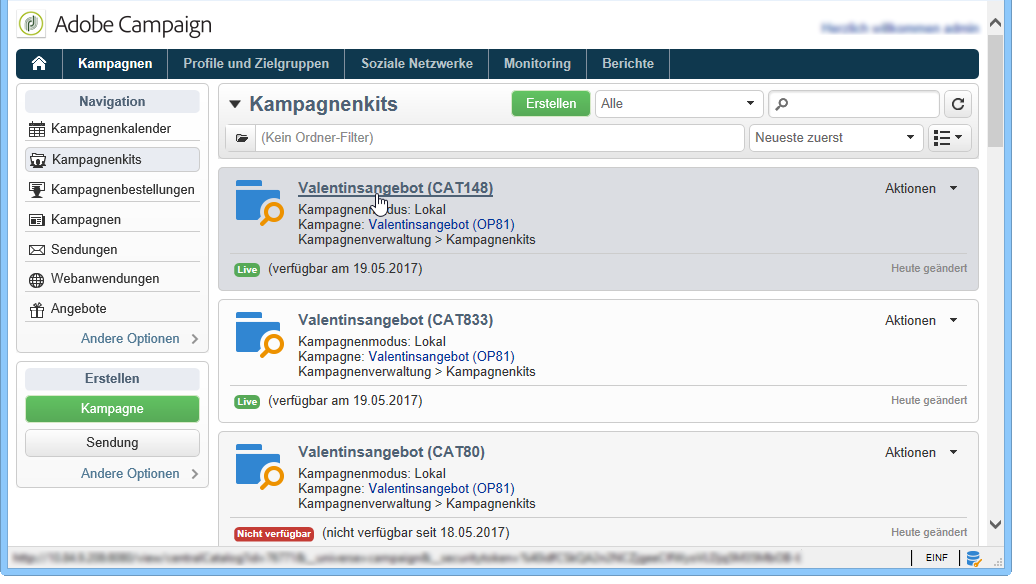 Adobe Campaign
Kampagnen
Profile und Zielgruppen
Soziale Netzwerke
Monitoring
Berichte
Navigation
Kampagnenkalender
Kampagnenkits
Kampagnenbestellungen
Kampagnen
Sendungen
Webanwendungen
Angebote
Andere Optionen
Erstellen
Kampagne
Sendung
Andere Optionen
Kampagnenkits
Erstellen
Alle
(Kein Ordner-Filter)
Neueste zuerst
Valentinsangebot (CAT148)
Aktionen
Kampagnenmodus: Lokal
Kampagne: Valentinsangebot (OP81)
Kampagnenverwaltung > Kampagnenkits
Live (verfügbar am 19.05.2017)
Heute geändert
Valentinsangebot (CAT833)
Aktionen
Kampagnenmodus: Lokal
Kampagne: Valentinsangebot (OP81)
Kampagnenverwaltung > Kampagnenkits
Live (verfügbar am 19.05.2017)
Heute geändert
Valentinsangebot (CAT80)
Aktionen
Kampagnenmodus: Lokal
Kampagne: Valentinsangebot (OP81)
Kampagnenverwaltung > Kampagnenkits
Nicht verfügbar (nicht verfügbar seit 18.05.2017)
Heute geändert
EINF